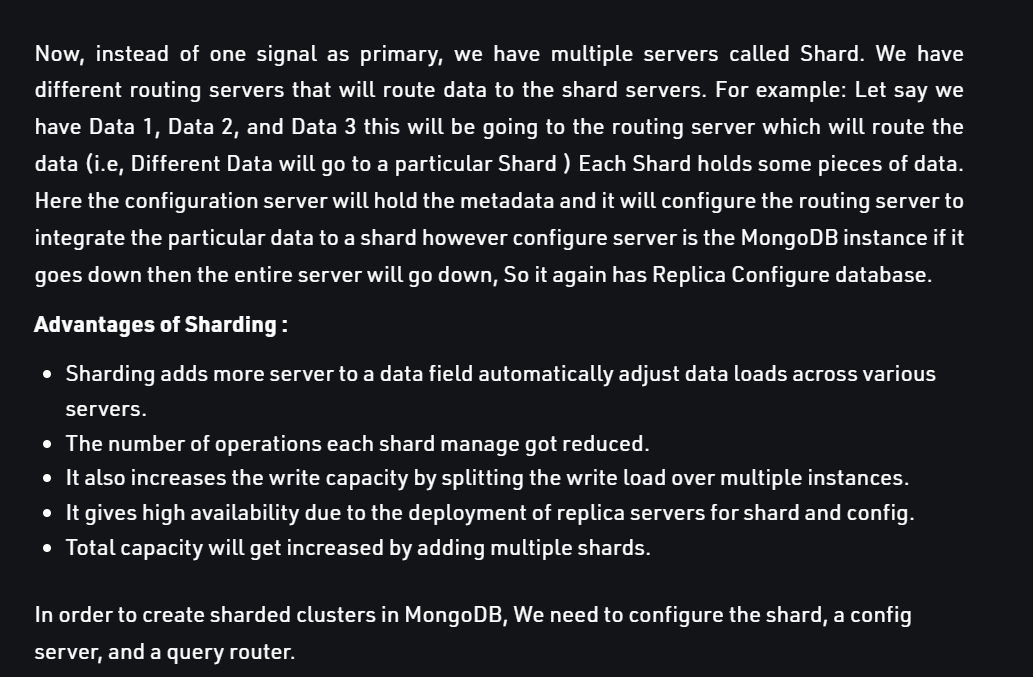 Now, instead of one signal as primary, we have multiple servers called Shard. We have
different routing servers that will route data to the shard servers. For example: Let say we
have Data 1, Data 2, and Data 3 this will be going to the routing server which will route the
data (i.e, Different Data will go to a particular Shard ) Each Shard holds some pieces of data.
Here the configuration server will hold the metadata and it will configure the routing server to
integrate the particular data to a shard however configure server is the MongoDB instance if it
goes down then the entire server will go down, So it again has Replica Configure database.
Advantages of Sharding :
• Sharding adds more server to a data field automatically adjust data loads across various
servers.
• The number of operations each shard manage got reduced.
• It also increases the write capacity by splitting the write load over multiple instances.
• It gives high availability due to the deployment of replica servers for shard and config.
• Total capacity will get increased by adding multiple shards.
In order to create sharded clusters in MongoDB, We need to configure the shard, a config
server, and a query router.